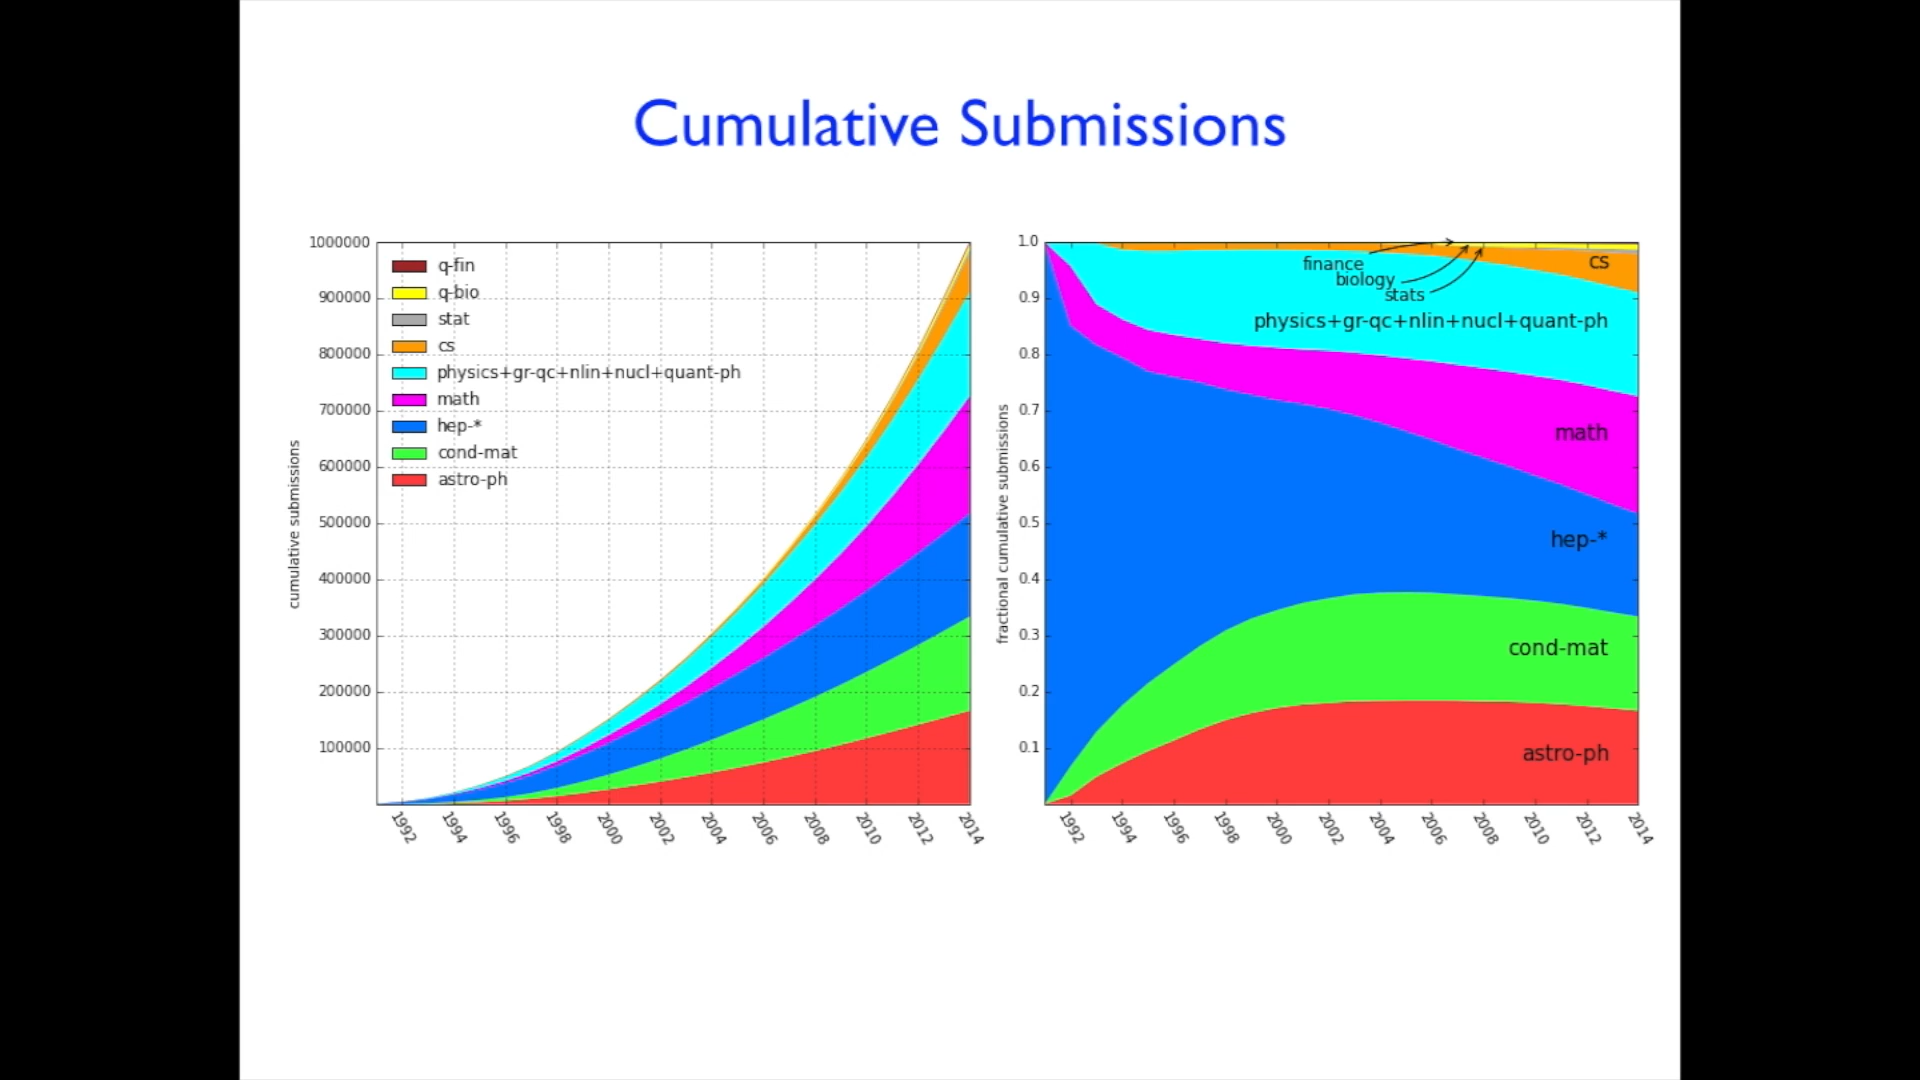 Cumulative Submissions
cumulative submissions
1000000
900000
800000
700000
600000
500000
400000
300000
200000
100000
q-fin
q-bio
stat
cs
physics+gr-qc+nlin+nucl+quant-ph
math
hep-*
cond-mat
astro-ph
1992 1994 1996 1998 2000 2002 2004 2006 2008 2010 2012 2014
fractional cumulative submissions
1.0
0.9
0.8
0.7
0.6
0.5
0.4
0.3
0.2
0.1
finance
biology
stats
cs
physics+gr-qc+nlin+nucl+quant-ph
math
hep-*
cond-mat
astro-ph
1992 1994 1996 1998 2000 2002 2004 2006 2008 2010 2012 2014